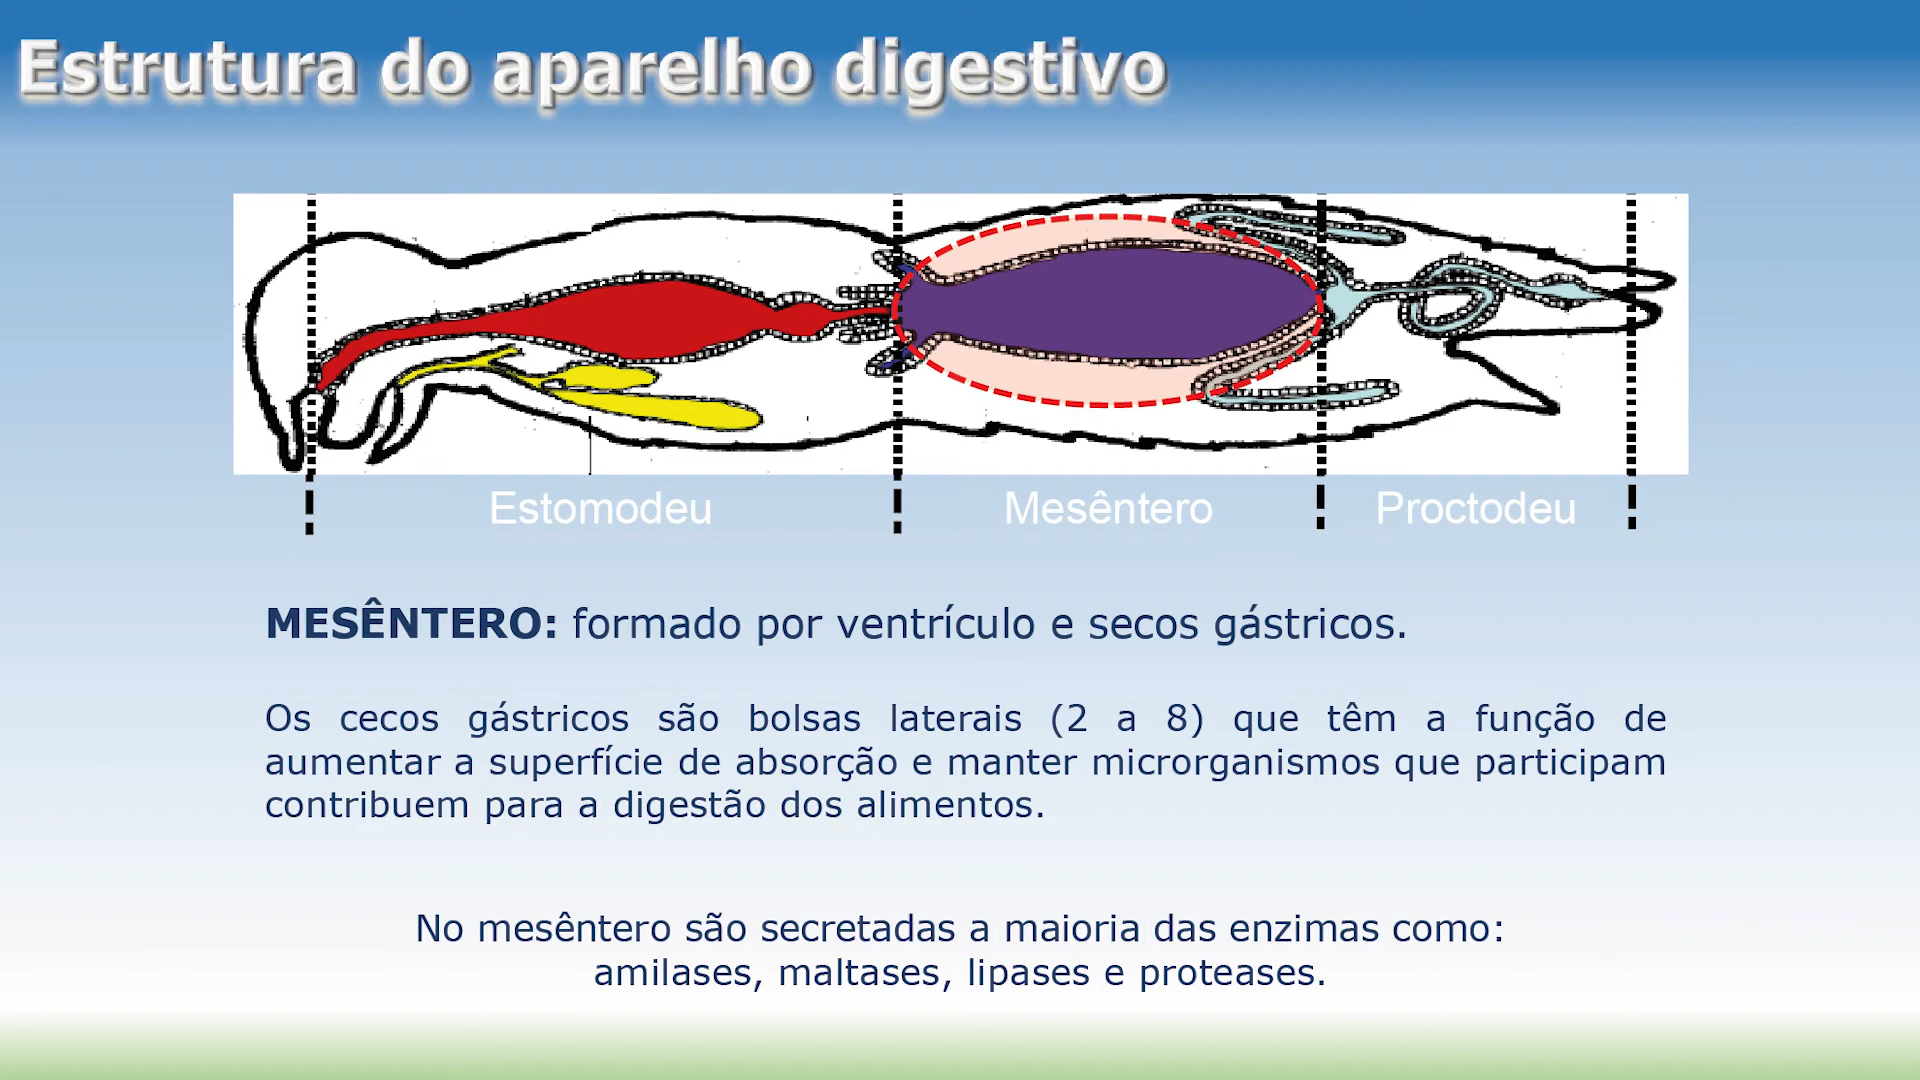 Estrutura do aparelho digestivo
Estomodeu
Mesêntero
Proctodeu
MESÊNTERO: formado por ventrículo e secos gástricos.
Os cecos gástricos são bolsas laterais (2 a 8) que têm a função de
aumentar a superfície de absorção e manter microrganismos que participam
contribuem para a digestão dos alimentos.
No mesêntero são secretadas a maioria das enzimas como:
amilases, maltases, lipases e proteases.